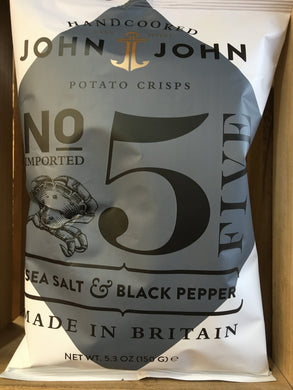 HANDCOOKED
JOHN JOHN
POTATO CRISPS
No 5 FIVE
IMPORTED
SEA SALT & BLACK PEPPER
MADE IN BRITAIN
NET WT. 5.3 OZ (150 G) ℮